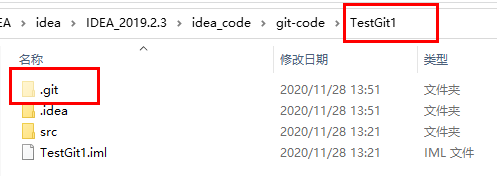 EA › idea › IDEA_2019.2.3 › idea_code › git-code › TestGit1
名称 修改日期 类型
.git 2020/11/28 13:51 文件夹
.idea 2020/11/28 13:51 文件夹
src 2020/11/28 13:21 文件夹
TestGit1.iml 2020/11/28 13:21 IML 文件